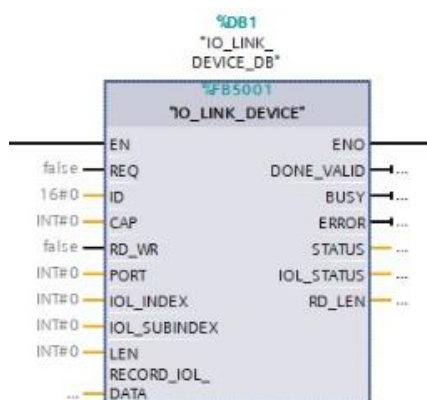 %DB1
"IO_LINK_
DEVICE_DB"
%FB5001
"IO_LINK_DEVICE"
EN ENO
false REQ DONE_VALID ...
16#0 ID BUSY ...
INT#0 CAP ERROR ...
false RD_WR STATUS ...
INT#0 PORT IOL_STATUS ...
INT#0 IOL_INDEX RD_LEN ...
INT#0 IOL_SUBINDEX
INT#0 LEN
RECORD_IOL_
... DATA